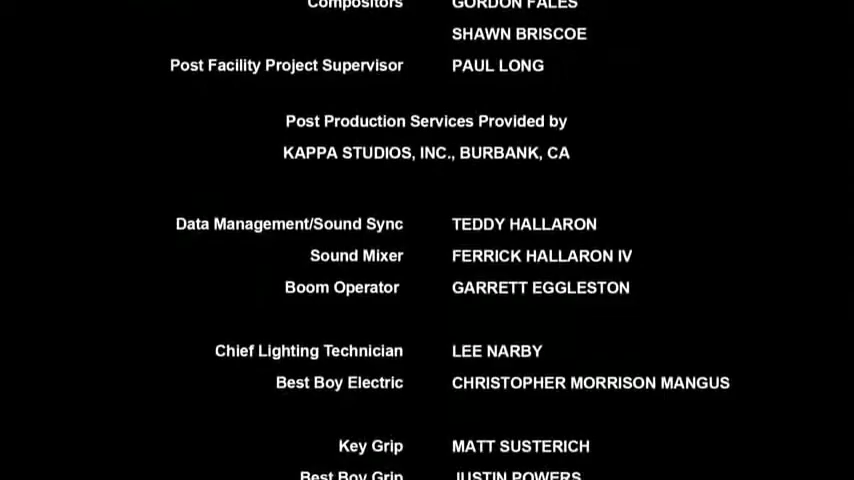 Compositors GORDON FALES
SHAWN BRISCOE
Post Facility Project Supervisor PAUL LONG
Post Production Services Provided by
KAPPA STUDIOS, INC., BURBANK, CA
Data Management/Sound Sync TEDDY HALLARON
Sound Mixer FERRICK HALLARON IV
Boom Operator GARRETT EGGLESTON
Chief Lighting Technician LEE NARBY
Best Boy Electric CHRISTOPHER MORRISON MANGUS
Key Grip MATT SUSTERICH
Best Boy Grip JUSTIN POWERS